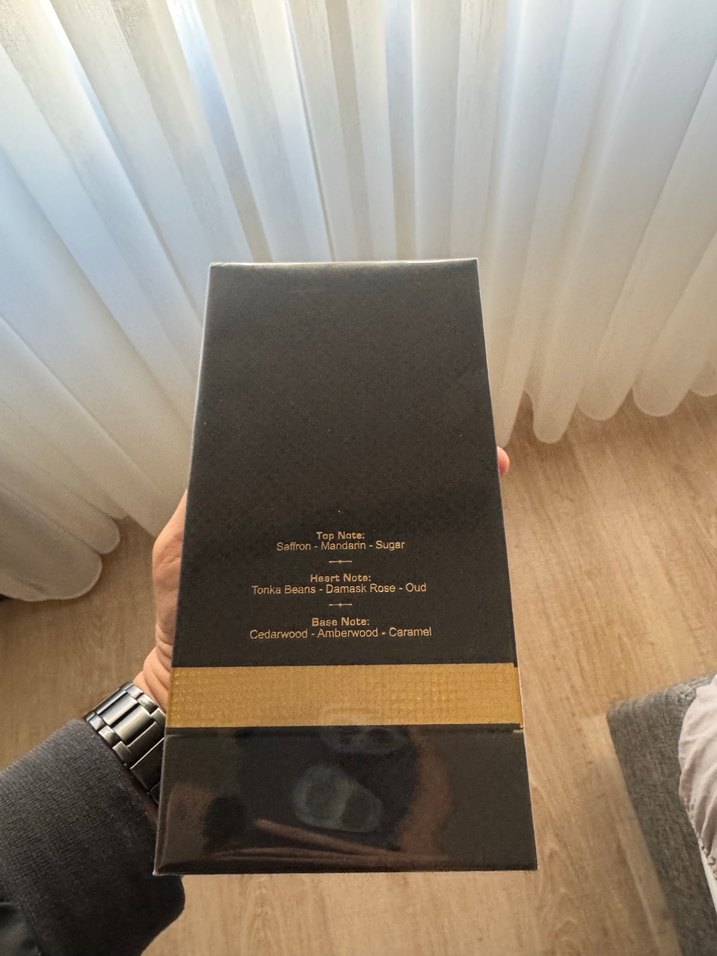 Top Note:
Saffron - Mandarin - Sugar
Heart Note:
Tonka Beans - Damask Rose - Oud
Base Note:
Cedarwood - Amberwood - Caramel